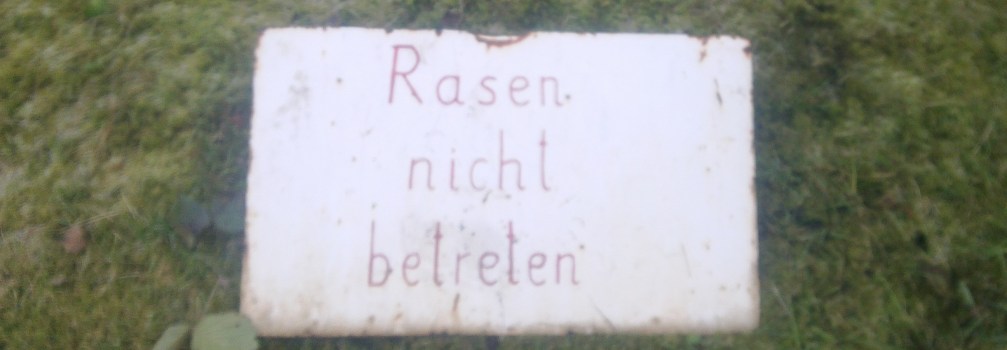 Rasen
nicht
betreten